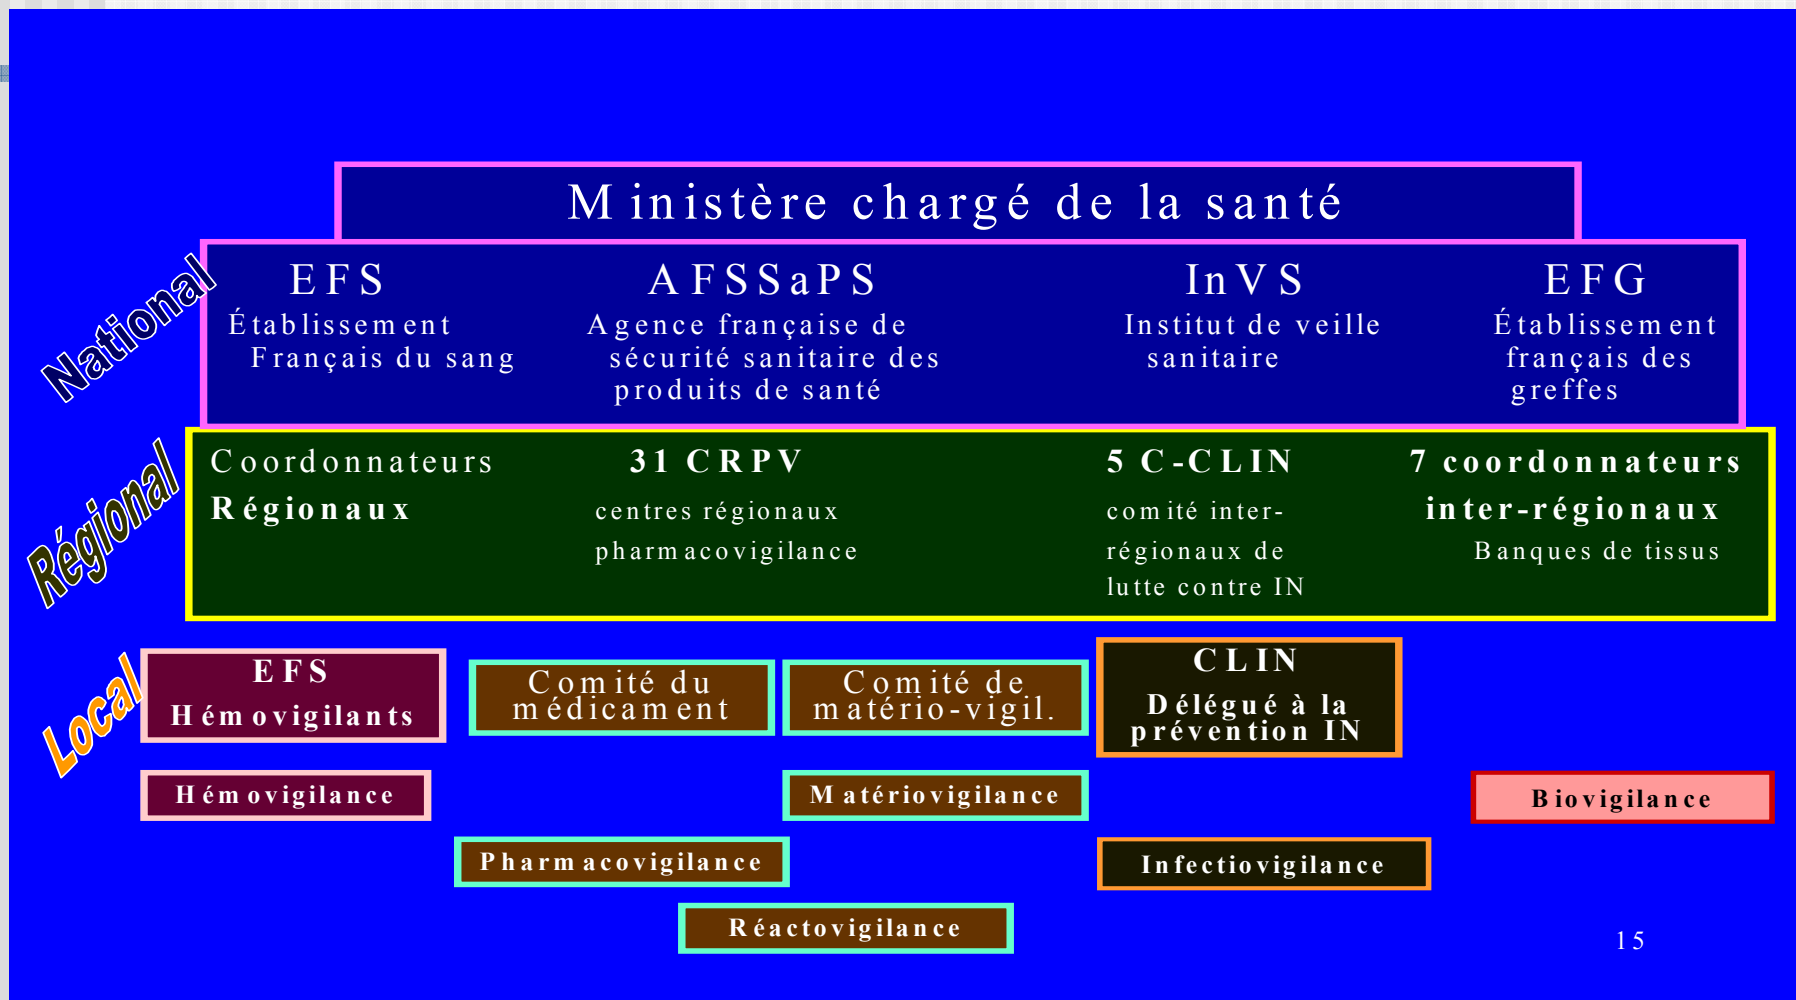 Ministère chargé de la santé
National
EFS
Établissement
Français du sang
AFSSaPS
Agence française de
sécurité sanitaire des
produits de santé
InVS
Institut de veille
sanitaire
EFG
Établissement
français des
greffes
Régional
Coordonnateurs
Régionaux
31 CRPV
centres régionaux
pharmacovigilance
5 C-CLIN
comité inter-
régionaux de
lutte contre IN
7 coordonnateurs
inter-régionaux
Banques de tissus
Local
EFS
Hémovigilants
Comité du
médicament
Comité de
matério-vigil.
CLIN
Délégué à la
prévention IN
Hémovigilance
Matériovigilance
Biovigilance
Pharmacovigilance
Infectiovigilance
Réactovigilance
15